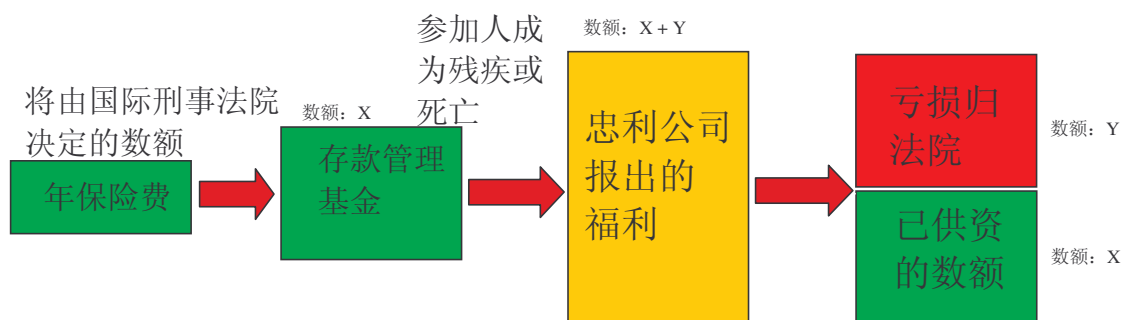 将由国际刑事法院
决定的数额
年保险费
数额：X
存款管理
基金
参加人成
为残疾或
死亡
数额：X + Y
忠利公司
报出的
福利
亏损归
法院
数额：Y
已供资
的数额
数额：X